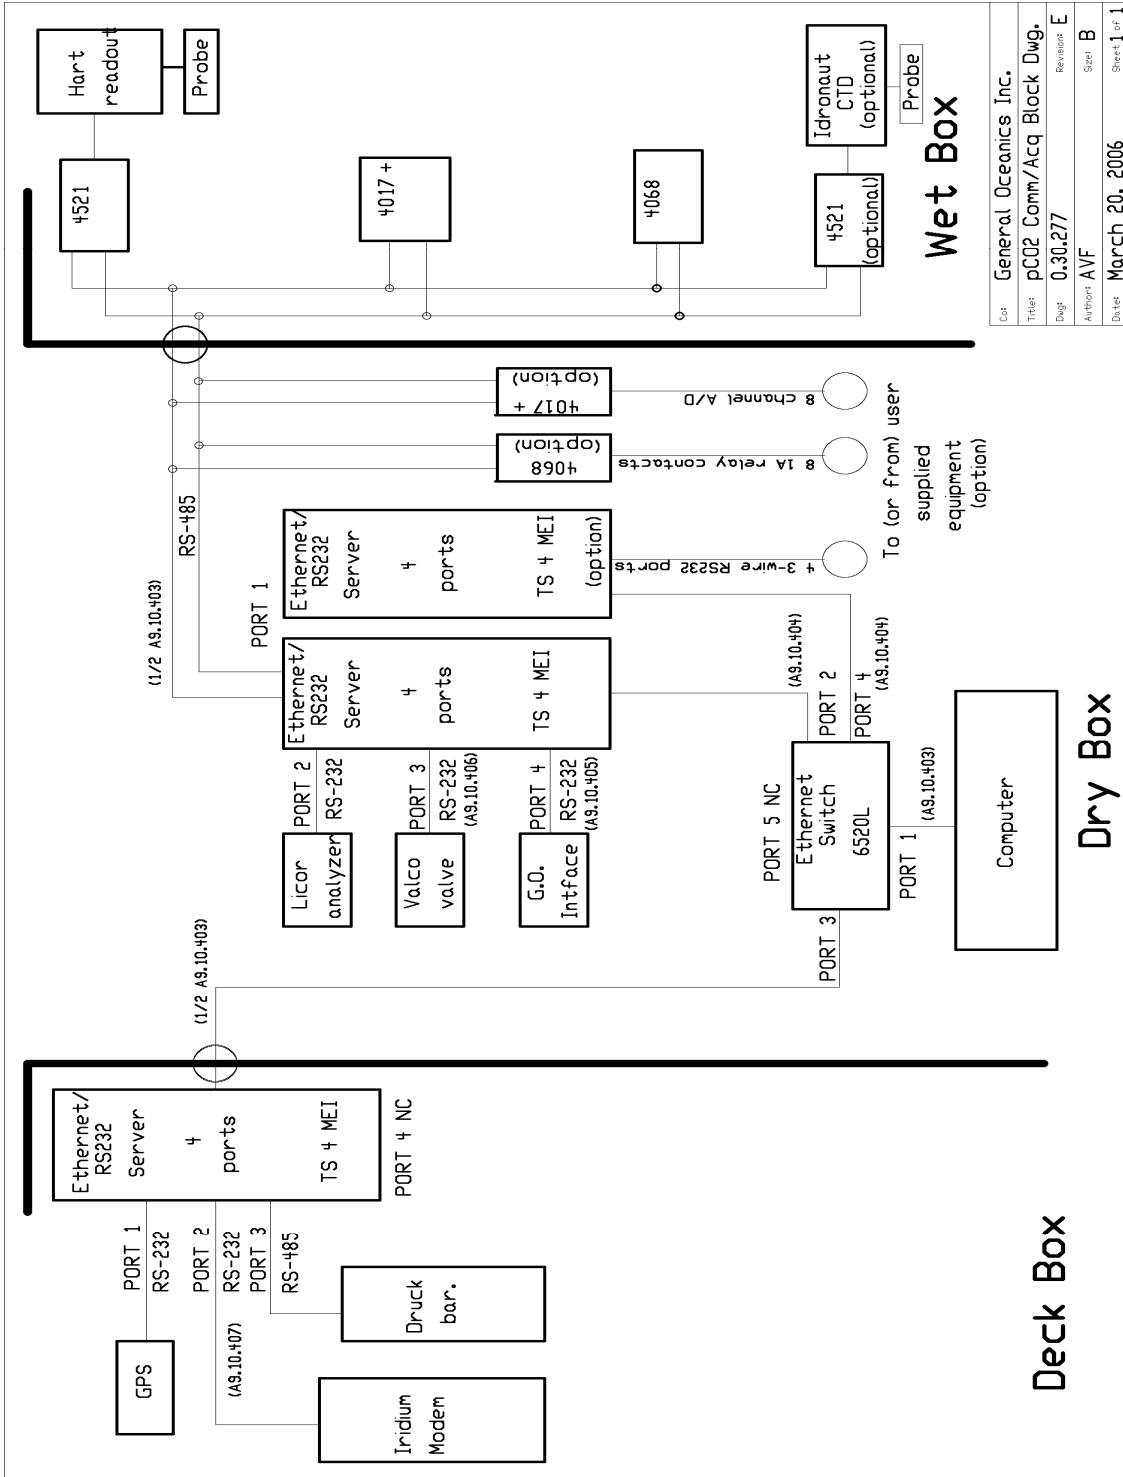 Hart
readout
Probe
4521
4017 +
4068
Idronaut
CTD
(optional)
Probe
4521
(optional)
Wet Box
Co: General Oceanics Inc.
Title: pCO2 Comm/Acq Block Dwg.
Dwg: 0.30.277
Revision: E
Author: AVF
Size: B
Date: March 20, 2006
Sheet 1 of 1
(1/2 A9.10.403)
RS-485
4017 +
(option)
8 channel A/D
4068
(option)
8 1A relay contacts
4 3-wire RS232 ports
To (or from) user
supplied
equipment
(option)
PORT 1
Ethernet/
RS232
Server
4
ports
TS 4 MEI
(option)
Ethernet/
RS232
Server
4
ports
TS 4 MEI
PORT 2
RS-232
PORT 3
RS-232
(A9.10.406)
PORT 4
RS-232
(A9.10.405)
Licor
analyzer
Valco
valve
G.O.
Intface
(A9.10.404)
PORT 2
PORT 4
(A9.10.404)
PORT 5 NC
Ethernet
Switch
6520L
PORT 1
(A9.10.403)
PORT 3
Computer
Dry Box
(1/2 A9.10.403)
Ethernet/
RS232
Server
4
ports
TS 4 MEI
PORT 4 NC
PORT 1
RS-232
PORT 2
RS-232
PORT 3
RS-485
(A9.10.407)
GPS
Druck
bar.
Iridium
Modem
Deck Box